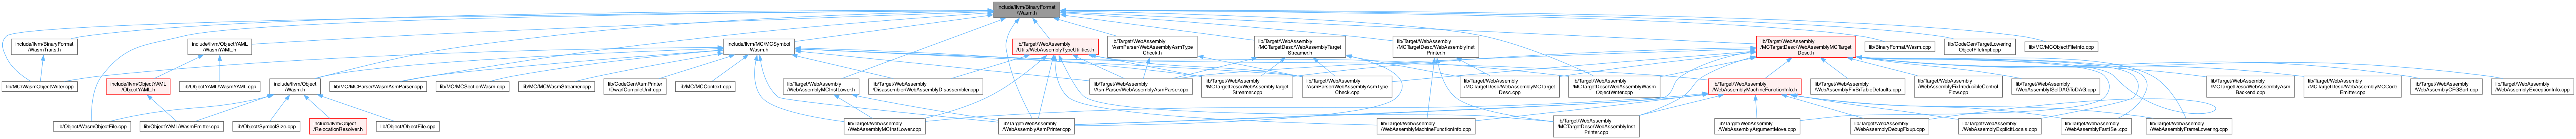 include/llvm/BinaryFormat
/Wasm.h
include/llvm/BinaryFormat
/WasmTraits.h
include/llvm/ObjectYAML
/WasmYAML.h
include/llvm/MC/MCSymbol
Wasm.h
lib/Target/WebAssembly
/Utils/WebAssemblyTypeUtilities.h
lib/Target/WebAssembly
/AsmParser/WebAssemblyAsmType
Check.h
lib/Target/WebAssembly
/MCTargetDesc/WebAssemblyTarget
Streamer.h
lib/Target/WebAssembly
/MCTargetDesc/WebAssemblyInst
Printer.h
lib/Target/WebAssembly
/MCTargetDesc/WebAssemblyMCTarget
Desc.h
lib/BinaryFormat/Wasm.cpp
lib/CodeGen/TargetLowering
ObjectFileImpl.cpp
lib/MC/MCObjectFileInfo.cpp
lib/MC/WasmObjectWriter.cpp
include/llvm/ObjectYAML
/ObjectYAML.h
lib/ObjectYAML/WasmYAML.cpp
include/llvm/Object
/Wasm.h
lib/MC/MCParser/WasmAsmParser.cpp
lib/MC/MCSectionWasm.cpp
lib/MC/MCWasmStreamer.cpp
lib/CodeGen/AsmPrinter
/DwarfCompileUnit.cpp
lib/MC/MCContext.cpp
lib/Target/WebAssembly
/WebAssemblyMCInstLower.h
lib/Target/WebAssembly
/Disassembler/WebAssemblyDisassembler.cpp
lib/Target/WebAssembly
/AsmParser/WebAssemblyAsmParser.cpp
lib/Target/WebAssembly
/MCTargetDesc/WebAssemblyTarget
Streamer.cpp
lib/Target/WebAssembly
/AsmParser/WebAssemblyAsmType
Check.cpp
lib/Target/WebAssembly
/MCTargetDesc/WebAssemblyMCTarget
Desc.cpp
lib/Target/WebAssembly
/MCTargetDesc/WebAssemblyWasm
ObjectWriter.cpp
lib/Target/WebAssembly
/WebAssemblyMachineFunctionInfo.h
lib/Target/WebAssembly
/WebAssemblyFixBrTableDefaults.cpp
lib/Target/WebAssembly
/WebAssemblyFixIrreducibleControl
Flow.cpp
lib/Target/WebAssembly
/WebAssemblyISelDAGToDAG.cpp
lib/Target/WebAssembly
/MCTargetDesc/WebAssemblyAsm
Backend.cpp
lib/Target/WebAssembly
/MCTargetDesc/WebAssemblyMCCode
Emitter.cpp
lib/Target/WebAssembly
/WebAssemblyCFGSort.cpp
lib/Target/WebAssembly
/WebAssemblyExceptionInfo.cpp
lib/Object/WasmObjectFile.cpp
lib/ObjectYAML/WasmEmitter.cpp
lib/Object/SymbolSize.cpp
include/llvm/Object
/RelocationResolver.h
lib/Object/ObjectFile.cpp
lib/Target/WebAssembly
/WebAssemblyMCInstLower.cpp
lib/Target/WebAssembly
/WebAssemblyAsmPrinter.cpp
lib/Target/WebAssembly
/WebAssemblyMachineFunctionInfo.cpp
lib/Target/WebAssembly
/MCTargetDesc/WebAssemblyInst
Printer.cpp
lib/Target/WebAssembly
/WebAssemblyArgumentMove.cpp
lib/Target/WebAssembly
/WebAssemblyDebugFixup.cpp
lib/Target/WebAssembly
/WebAssemblyExplicitLocals.cpp
lib/Target/WebAssembly
/WebAssemblyFastISel.cpp
lib/Target/WebAssembly
/WebAssemblyFrameLowering.cpp